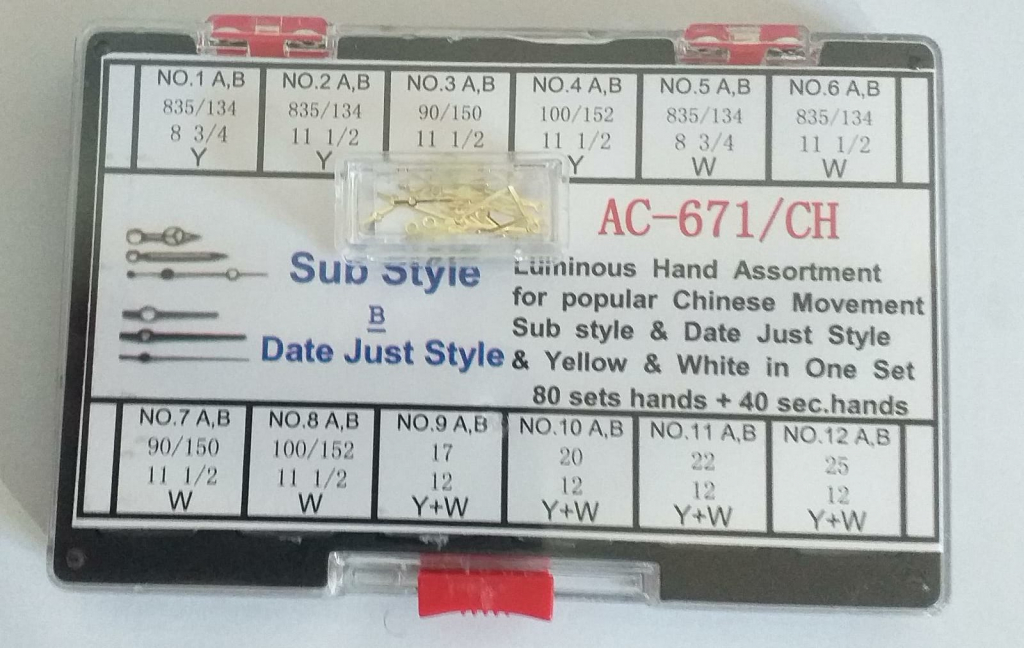 NO.1 A,B
835/134
8 3/4
Y
NO.2 A,B
835/134
11 1/2
Y
NO.3 A,B
90/150
11 1/2
NO.4 A,B
100/152
11 1/2
Y
NO.5 A,B
835/134
8 3/4
W
NO.6 A,B
835/134
11 1/2
W
Sub Style
B
Date Just Style
AC-671/CH
Luminous Hand Assortment
for popular Chinese Movement
Sub style & Date Just Style
& Yellow & White in One Set
80 sets hands + 40 sec.hands
NO.7 A,B
90/150
11 1/2
W
NO.8 A,B
100/152
11 1/2
W
NO.9 A,B
17
12
Y+W
NO.10 A,B
20
12
Y+W
NO.11 A,B
22
12
Y+W
NO.12 A,B
25
12
Y+W